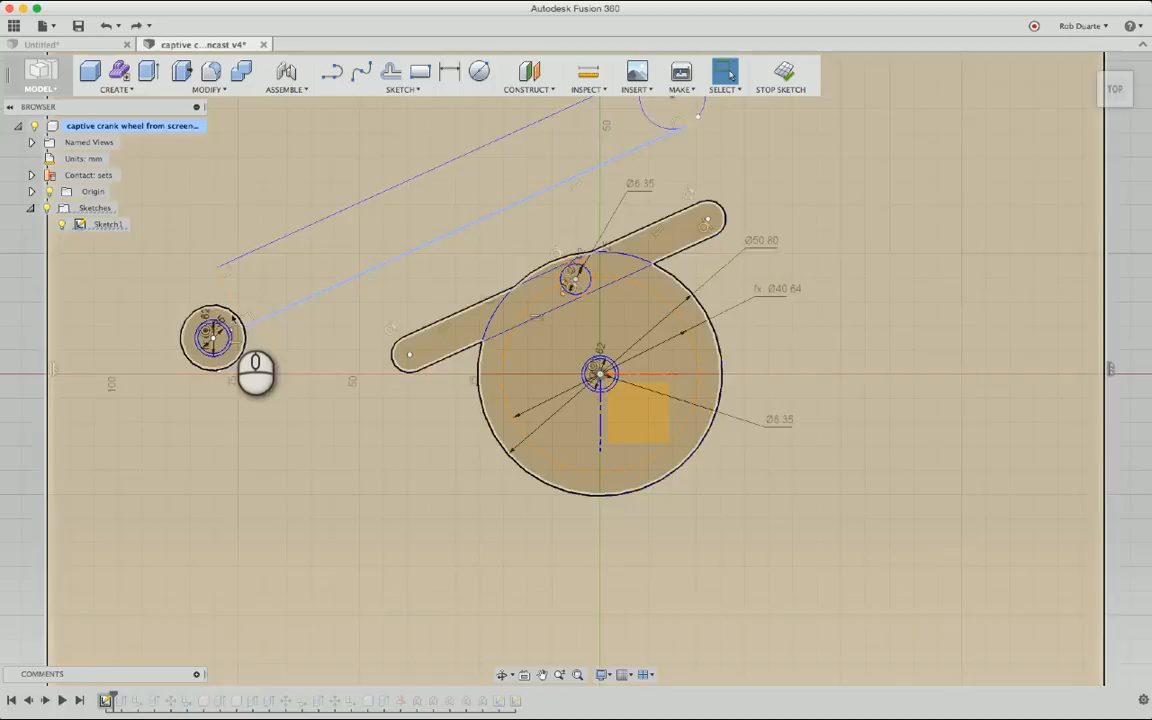 Autodesk Fusion 360
Rob Duarte
Untitled*
captive c...ncast v4*
MODEL
CREATE
MODIFY
ASSEMBLE
SKETCH
CONSTRUCT
INSPECT
INSERT
MAKE
SELECT
STOP SKETCH
TOP
BROWSER
captive crank wheel from screen...
Named Views
Units: mm
Contact: sets
Origin
Sketches
Sketch1
50
Ø6.35
Ø50.80
fx Ø40.64
100
75
50
Ø6.35
COMMENTS